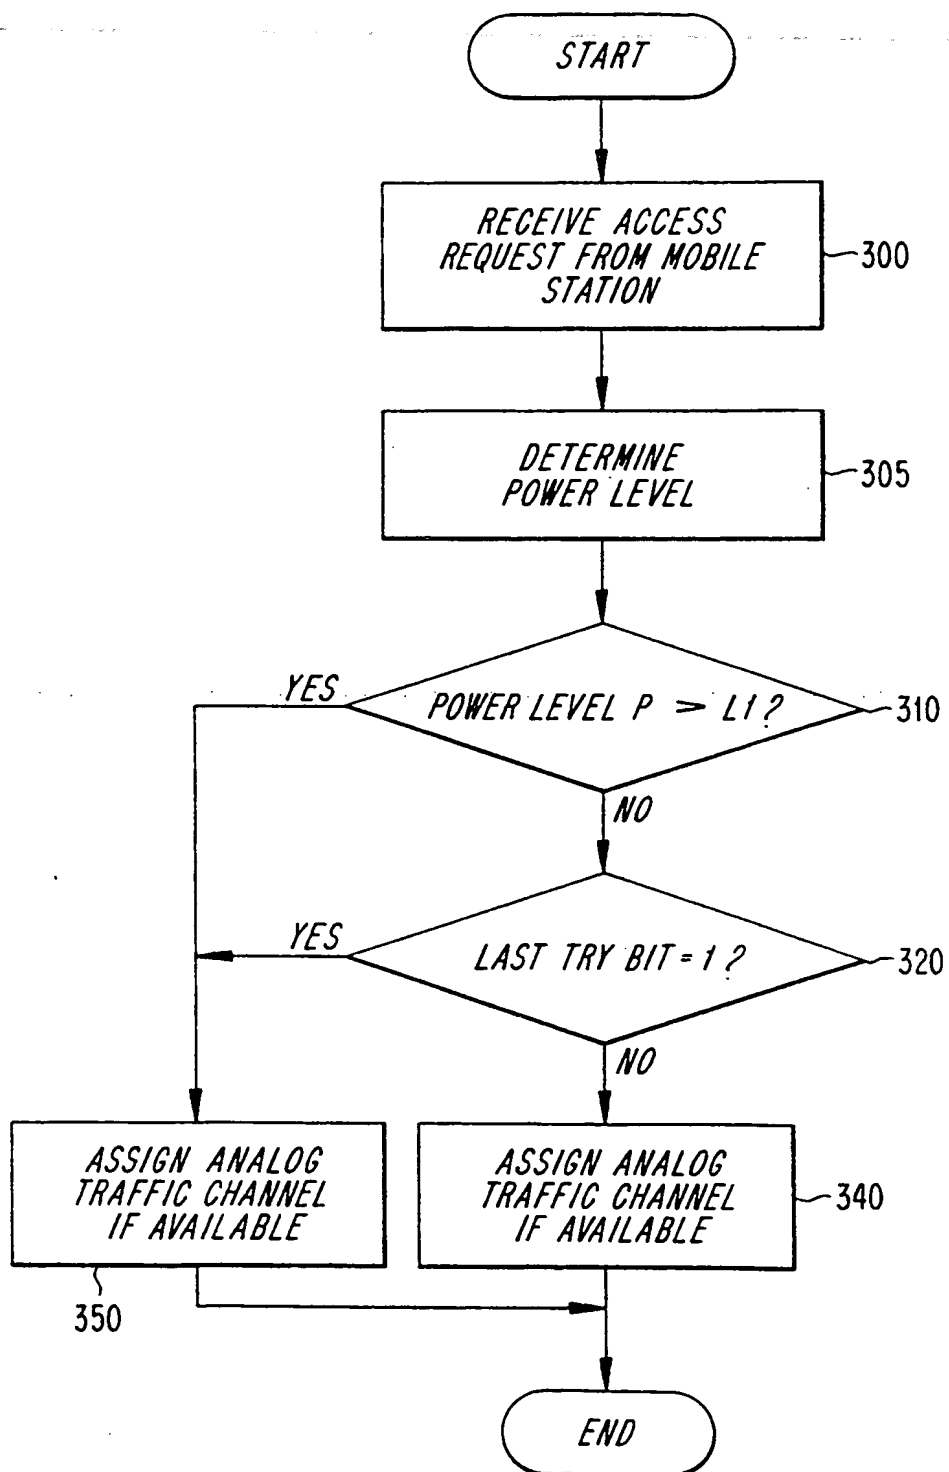 START
RECEIVE ACCESS
REQUEST FROM MOBILE
STATION
300
DETERMINE
POWER LEVEL
305
YES
POWER LEVEL P > L1?
310
NO
YES
LAST TRY BIT = 1?
320
NO
ASSIGN ANALOG
TRAFFIC CHANNEL
IF AVAILABLE
350
ASSIGN ANALOG
TRAFFIC CHANNEL
IF AVAILABLE
340
END